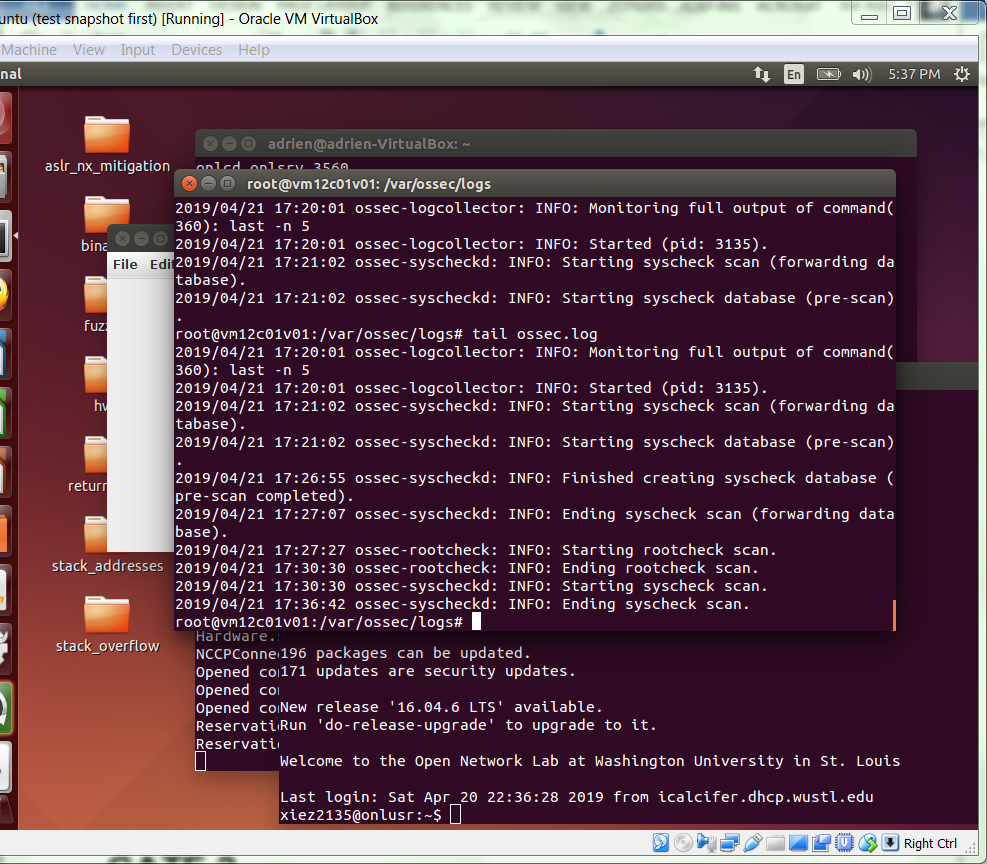 untu (test snapshot first) [Running] - Oracle VM VirtualBox
Machine View Input Devices Help
nal
En
5:37 PM
aslr_nx_mitigation
adrien@adrien-VirtualBox: ~
onlcd onlsrv 3560
root@vm12c01v01: /var/ossec/logs
2019/04/21 17:20:01 ossec-logcollector: INFO: Monitoring full output of command(
360): last -n 5
2019/04/21 17:20:01 ossec-logcollector: INFO: Started (pid: 3135).
2019/04/21 17:21:02 ossec-syscheckd: INFO: Starting syscheck scan (forwarding da
tabase).
2019/04/21 17:21:02 ossec-syscheckd: INFO: Starting syscheck database (pre-scan)
.
root@vm12c01v01:/var/ossec/logs# tail ossec.log
2019/04/21 17:20:01 ossec-logcollector: INFO: Monitoring full output of command(
360): last -n 5
2019/04/21 17:20:01 ossec-logcollector: INFO: Started (pid: 3135).
2019/04/21 17:21:02 ossec-syscheckd: INFO: Starting syscheck scan (forwarding da
tabase).
2019/04/21 17:21:02 ossec-syscheckd: INFO: Starting syscheck database (pre-scan)
.
2019/04/21 17:26:55 ossec-syscheckd: INFO: Finished creating syscheck database (
pre-scan completed).
2019/04/21 17:27:07 ossec-syscheckd: INFO: Ending syscheck scan (forwarding data
base).
2019/04/21 17:27:27 ossec-rootcheck: INFO: Starting rootcheck scan.
2019/04/21 17:30:30 ossec-rootcheck: INFO: Ending rootcheck scan.
2019/04/21 17:30:30 ossec-syscheckd: INFO: Starting syscheck scan.
2019/04/21 17:36:42 ossec-syscheckd: INFO: Ending syscheck scan.
root@vm12c01v01:/var/ossec/logs#
bina
File Edi
fuzz
hv
return
stack_addresses
stack_overflow
Hardware.
NCCPConne
Opened co
Opened co
Opened co
Reservati
Reservati
196 packages can be updated.
171 updates are security updates.
New release '16.04.6 LTS' available.
Run 'do-release-upgrade' to upgrade to it.
Welcome to the Open Network Lab at Washington University in St. Louis
Last login: Sat Apr 20 22:36:28 2019 from icalcifer.dhcp.wustl.edu
xiez2135@onlusr:~$
Right Ctrl